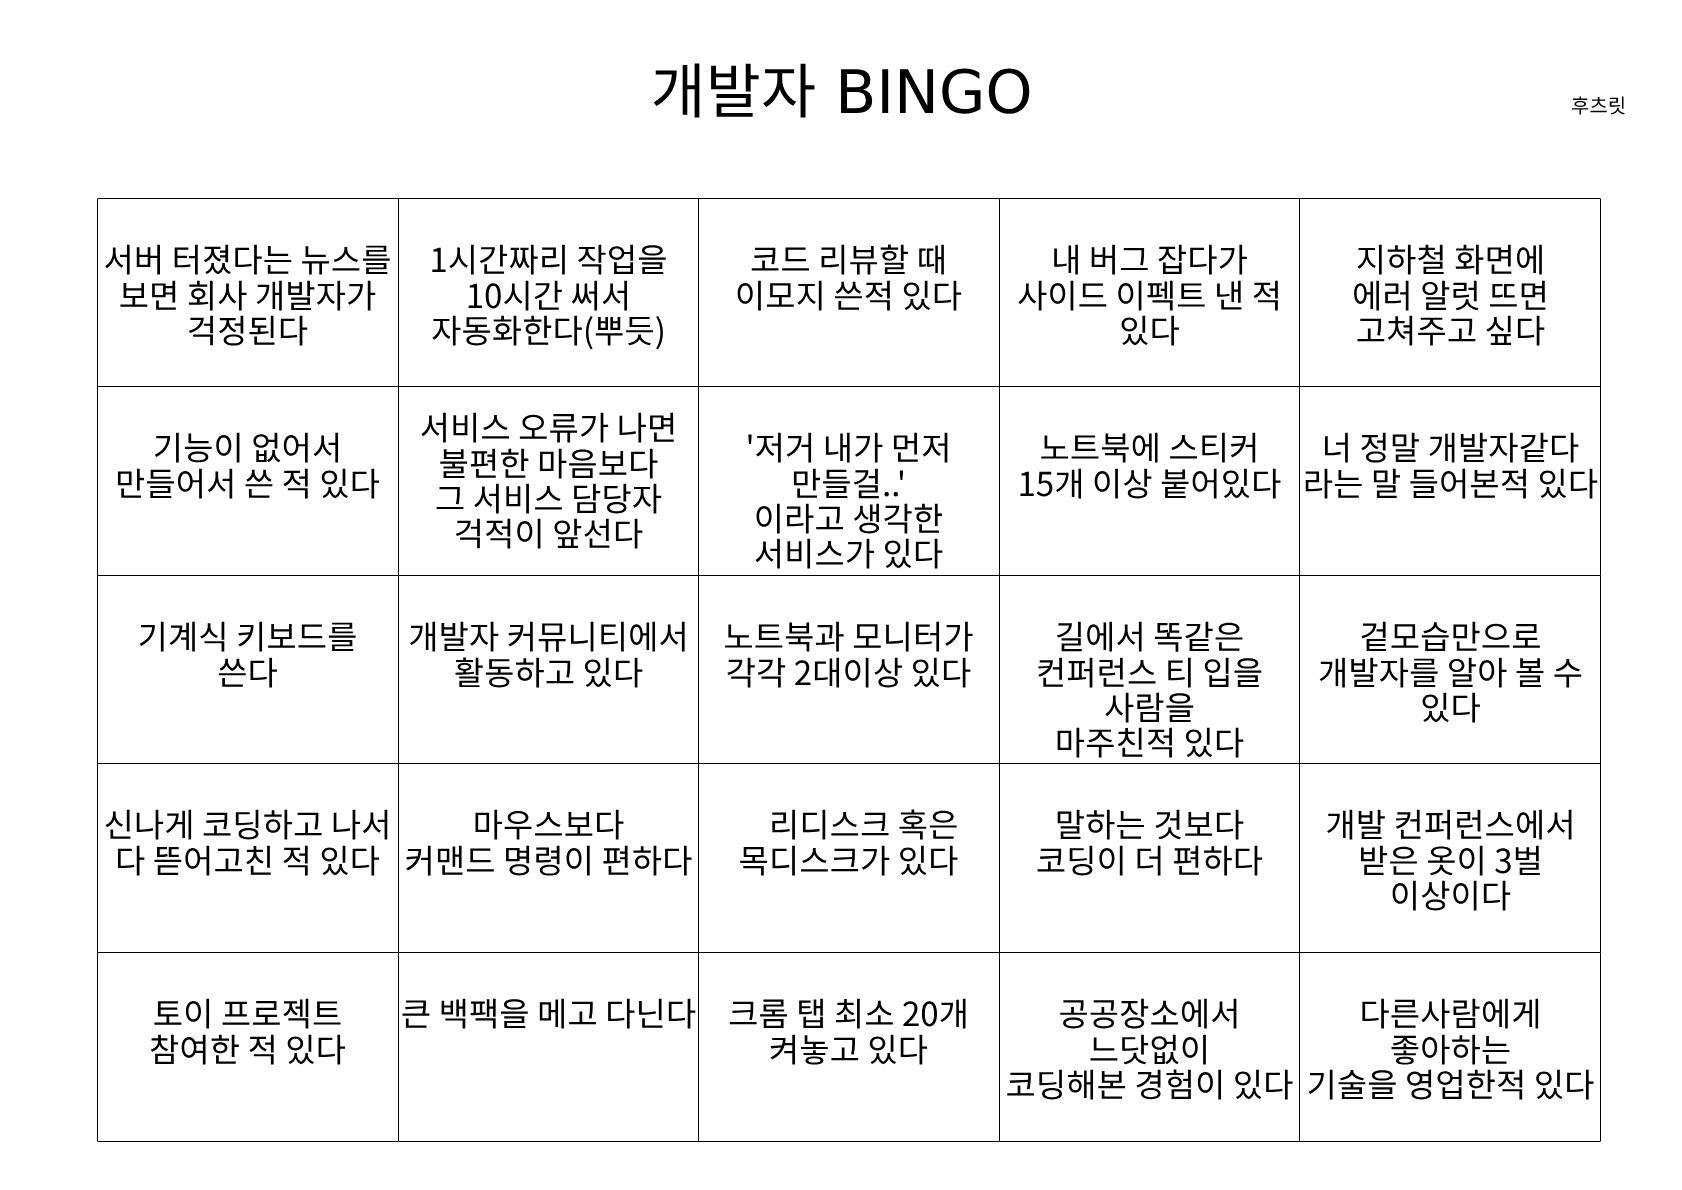 개발자 BINGO
후츠릿
서버 터졌다는 뉴스를
보면 회사 개발자가
걱정된다
1시간짜리 작업을
10시간 써서
자동화한다(뿌듯)
코드 리뷰할 때
이모지 쓴적 있다
내 버그 잡다가
사이드 이펙트 낸 적
있다
지하철 화면에
에러 알럿 뜨면
고쳐주고 싶다
기능이 없어서
만들어서 쓴 적 있다
서비스 오류가 나면
불편한 마음보다
그 서비스 담당자
걱적이 앞선다
'저거 내가 먼저
만들걸..'
이라고 생각한
서비스가 있다
노트북에 스티커
15개 이상 붙어있다
너 정말 개발자같다
라는 말 들어본적 있다
기계식 키보드를
쓴다
개발자 커뮤니티에서
활동하고 있다
노트북과 모니터가
각각 2대이상 있다
길에서 똑같은
컨퍼런스 티 입을
사람을
마주친적 있다
겉모습만으로
개발자를 알아 볼 수
있다
신나게 코딩하고 나서
다 뜯어고친 적 있다
마우스보다
커맨드 명령이 편하다
리디스크 혹은
목디스크가 있다
말하는 것보다
코딩이 더 편하다
개발 컨퍼런스에서
받은 옷이 3벌
이상이다
토이 프로젝트
참여한 적 있다
큰 백팩을 메고 다닌다
크롬 탭 최소 20개
켜놓고 있다
공공장소에서
느닷없이
코딩해본 경험이 있다
다른사람에게
좋아하는
기술을 영업한적 있다